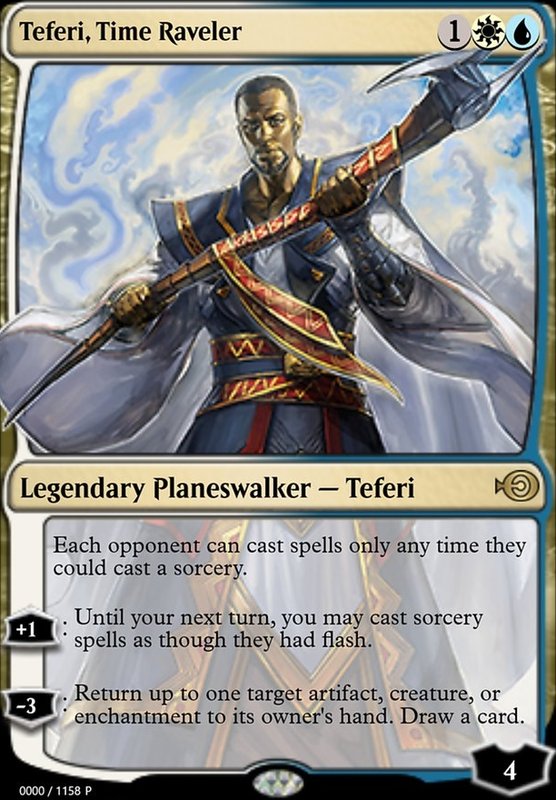 Teferi, Time Raveler 1
Legendary Planeswalker — Teferi
Each opponent can cast spells only any time they
could cast a sorcery.
+1 : Until your next turn, you may cast sorcery
spells as though they had flash.
-3 : Return up to one target artifact, creature, or
enchantment to its owner's hand. Draw a card.
4
0000 / 1158 P